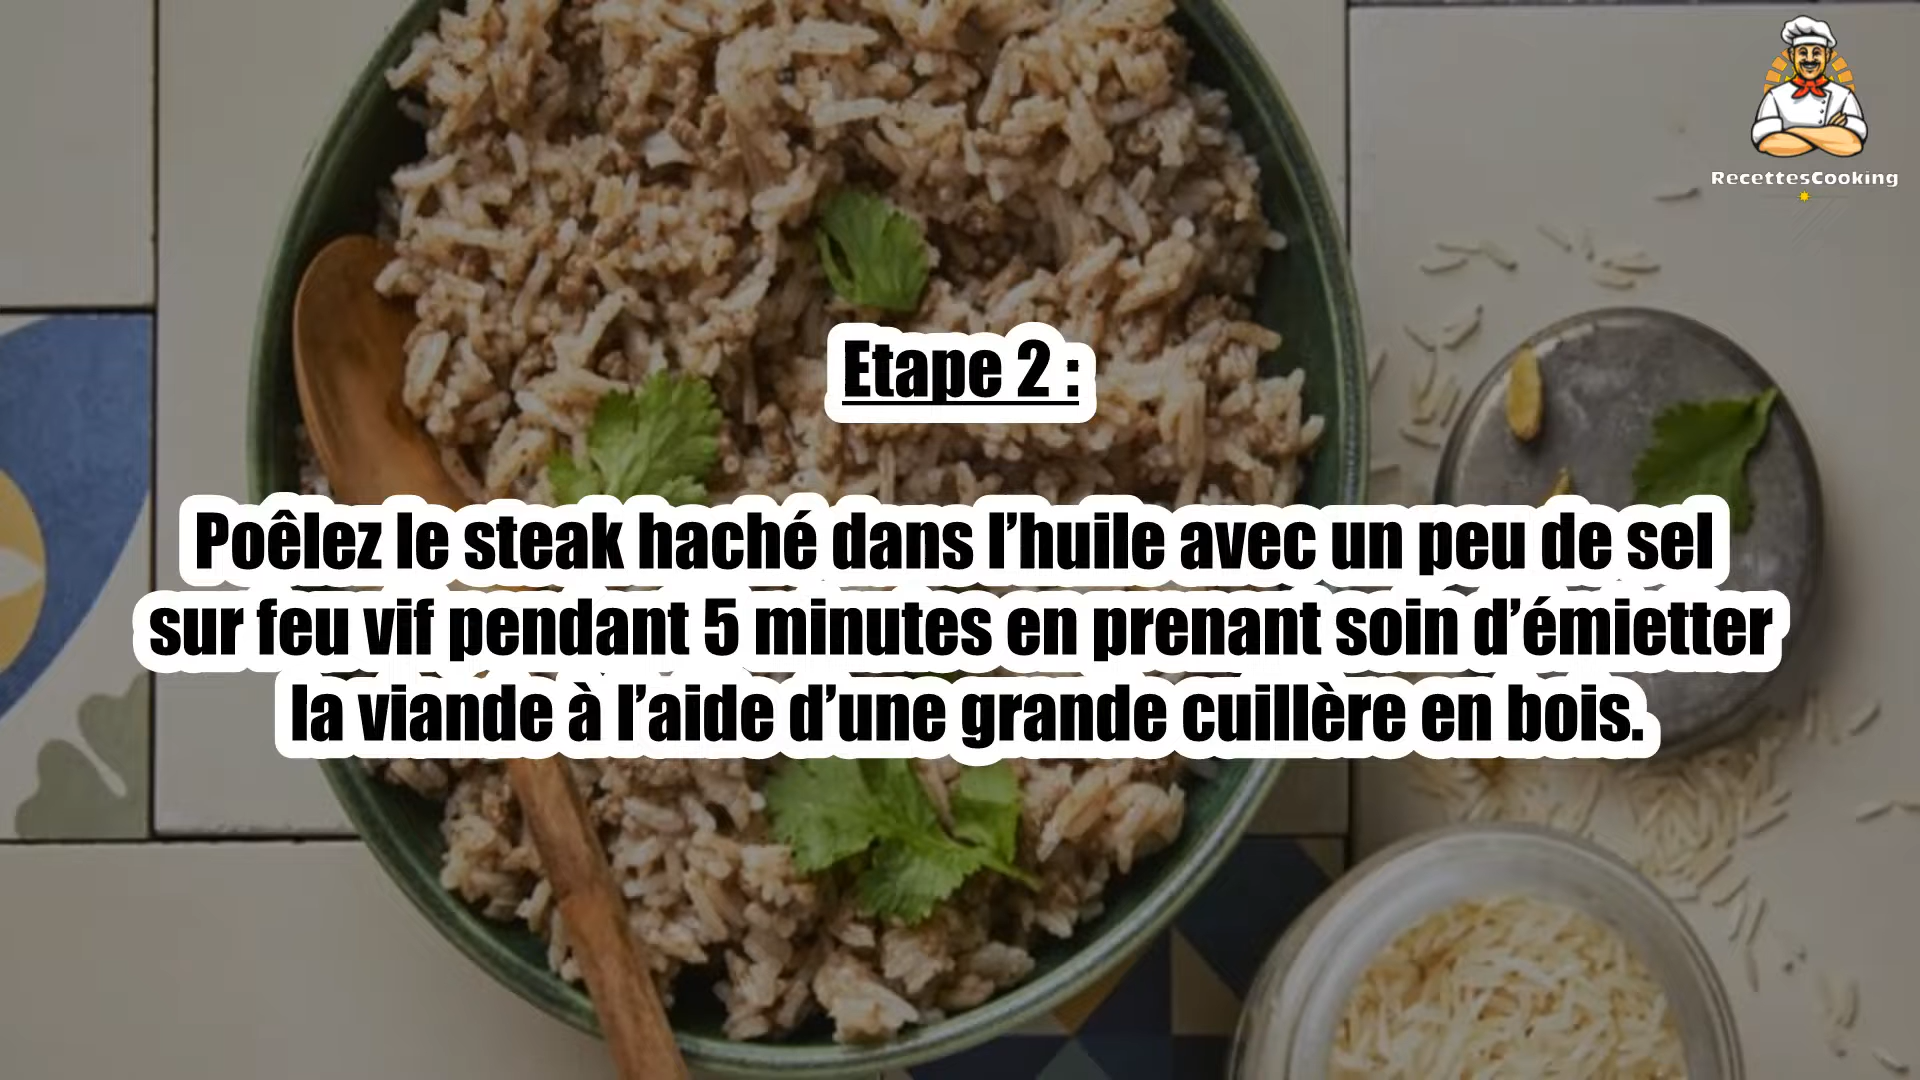 RecettesCooking
Etape 2 :
Poêlez le steak haché dans l’huile avec un peu de sel
sur feu vif pendant 5 minutes en prenant soin d’émietter
la viande à l’aide d’une grande cuillère en bois.